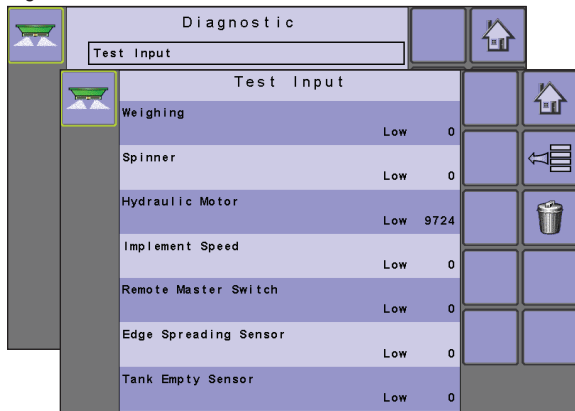 Diagnostic
Test Input
Test Input
Weighing
Low 0
Spinner
Low 0
Hydraulic Motor
Low 9724
Implement Speed
Low 0
Remote Master Switch
Low 0
Edge Spreading Sensor
Low 0
Tank Empty Sensor
Low 0